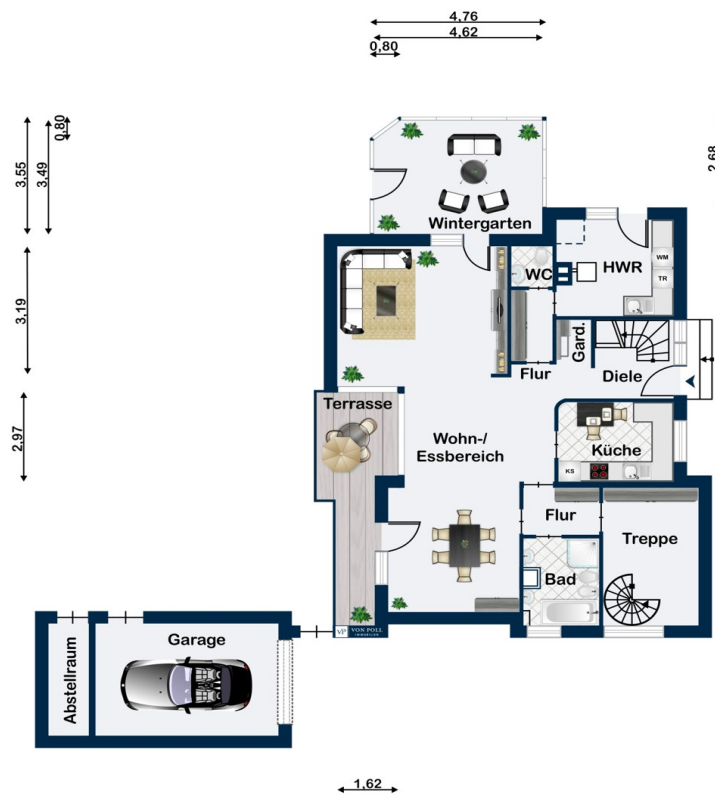 4.76
4.62
0,80
0,80
3.55
3.49
2.68
Wintergarten
WC
HWR
WM
TR
3.19
Gard.
Flur
Diele
Terrasse
2.97
Wohn-/
Essbereich
Küche
KS
Flur
Treppe
Bad
VP
VON POLL
IMMOBILIEN
Garage
Abstellraum
1,62